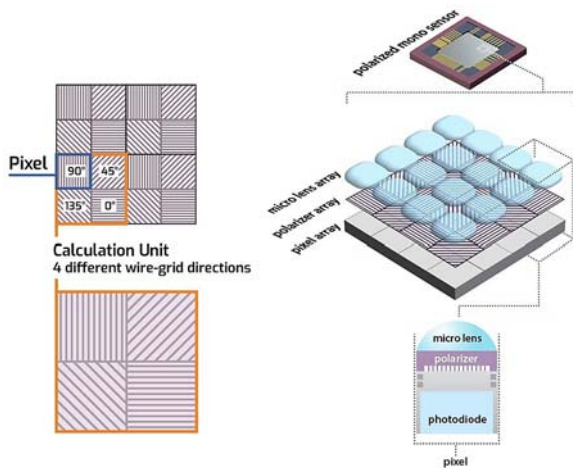 polarized mono sensor
Pixel
90°
45°
135°
0°
Calculation Unit
4 different wire-grid directions
micro lens array
polarizer array
pixel array
micro lens
polarizer
photodiode
pixel